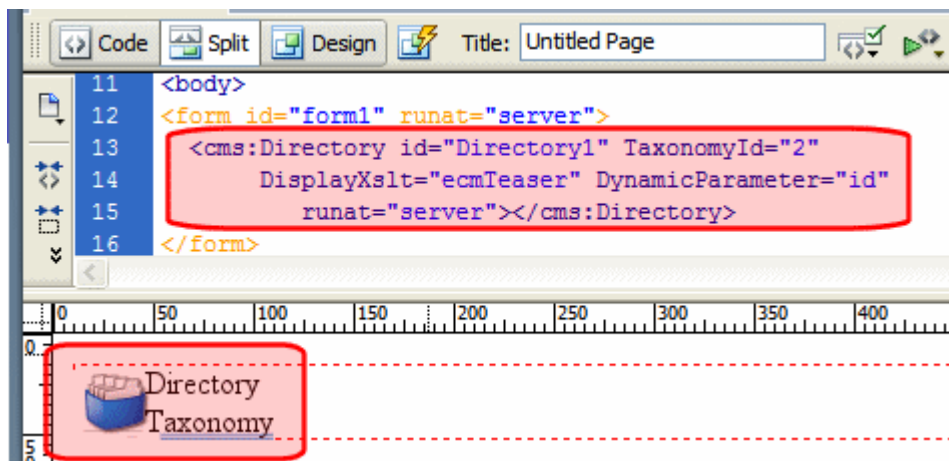 Code Split Design Title: Untitled Page
11 <body>
12 <form id="form1" runat="server">
13 <cms:Directory id="Directory1" TaxonomyId="2"
14 DisplayXslt="ecmTeaser" DynamicParameter="id"
15 runat="server"></cms:Directory>
16 </form>
0 50 100 150 200 250 300 350 400
0
Directory
Taxonomy
5